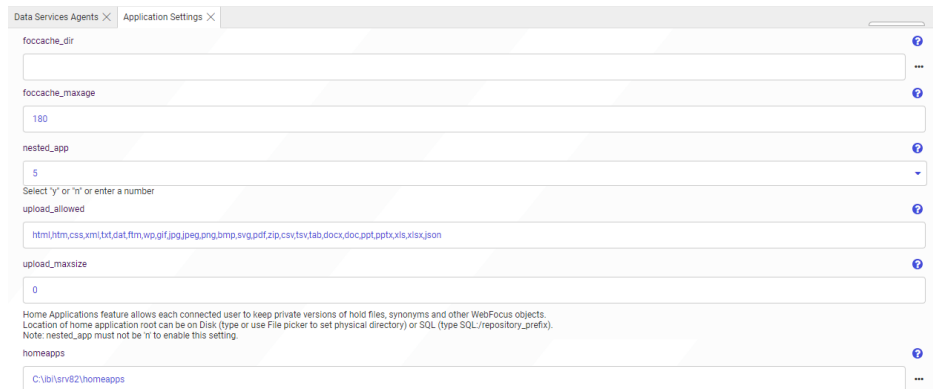 Data Services Agents Application Settings
foccache_dir
foccache_maxage
180
nested_app
5
Select "y" or "n" or enter a number
upload_allowed
html,htm,css,xml,txt,dat,ftm,wp,gif,jpg,jpeg,png,bmp,svg,pdf,zip,csv,tsv,tab,docx,doc,ppt,pptx,xls,xlsx,json
upload_maxsize
0
Home Applications feature allows each connected user to keep private versions of hold files, synonyms and other WebFocus objects.
Location of home application root can be on Disk (type or use File picker to set physical directory) or SQL (type SQL:/repository_prefix).
Note: nested_app must not be 'n' to enable this setting.
homeapps
C:\ibi\srv82\homeapps